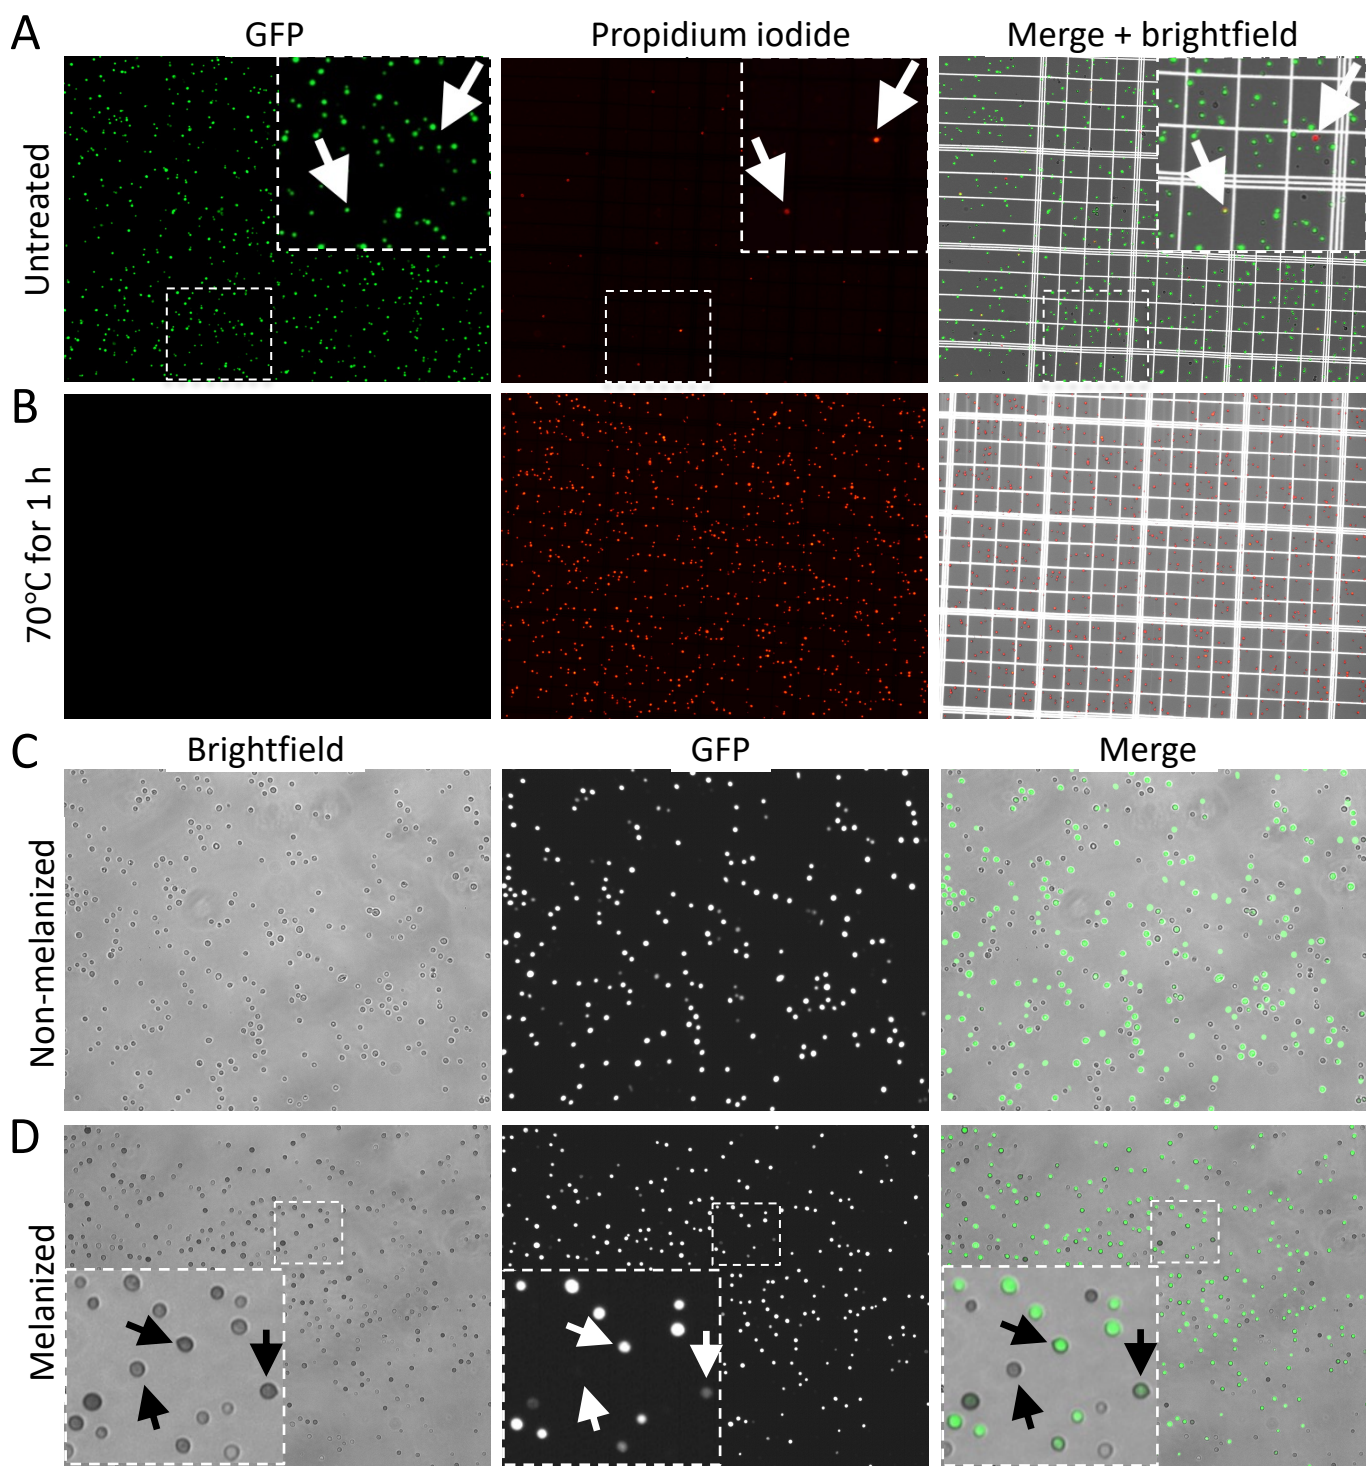 A
GFP
Propidium iodide
Merge + brightfield
Untreated
B
70°C for 1 h
C
Brightfield
GFP
Merge
Non-melanized
D
Melanized